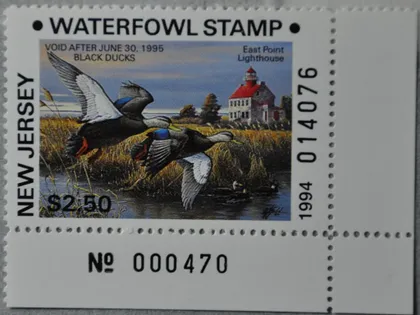 • WATERFOWL STAMP •
VOID AFTER JUNE 30, 1995
BLACK DUCKS
East Point
Lighthouse
NEW JERSEY
$2.50
1994 014076
№ 000470